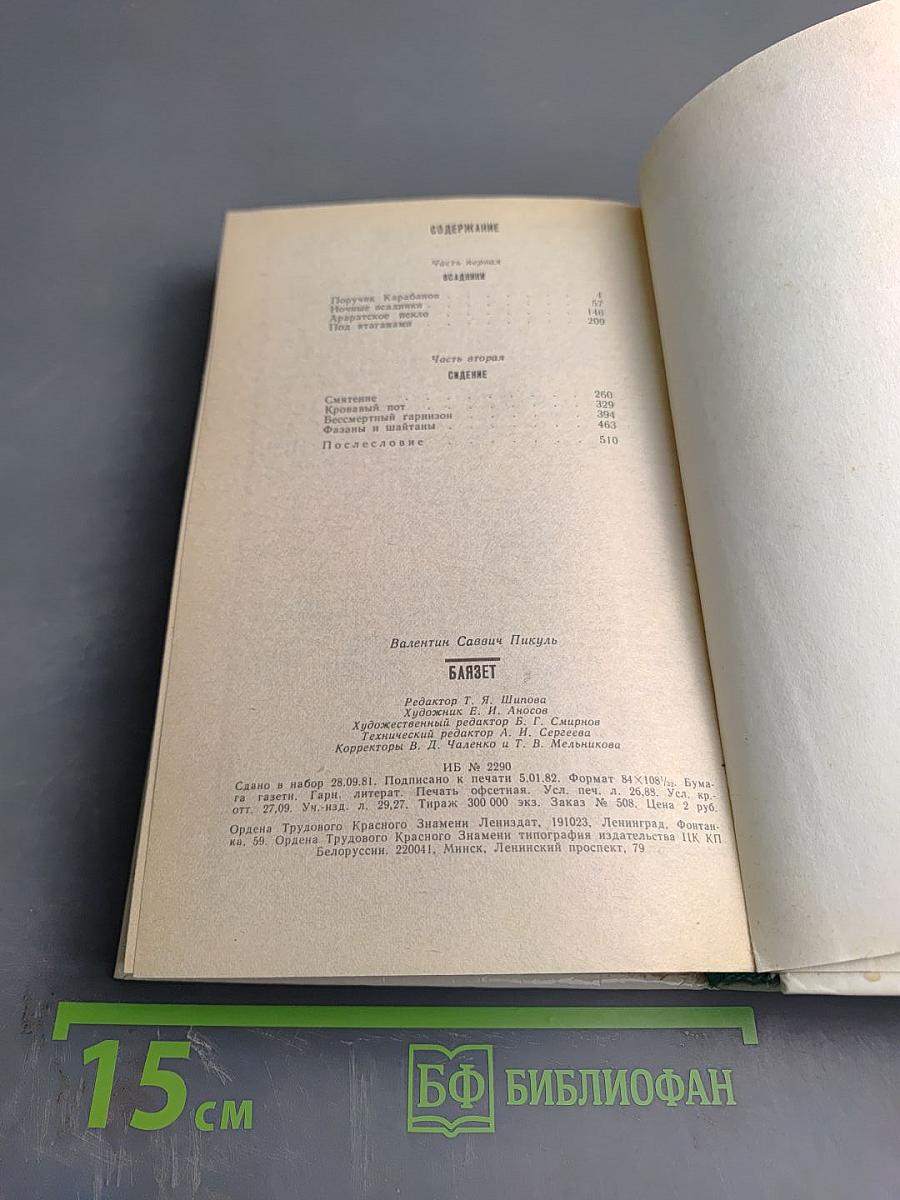 СОДЕРЖАНИЕ
Часть первая
ВСАДНИКИ
Поручик Карабанов . . . . . . . 4
Ночные всадники . . . . . . . 57
Араратское пекло . . . . . . . 146
Под ятаганами . . . . . . . 209
Часть вторая
СИДЕНИЕ
Смятение . . . . . . . . 260
Кровавый пот . . . . . . . 329
Бессмертный гарнизон . . . . . . 394
Фазаны и шайтаны . . . . . . . 463
Послесловие . . . . . . . 510
Валентин Саввич Пикуль
БАЯЗЕТ
Редактор Т. Я. Шипова
Художник Е. И. Аносов
Художественный редактор Б. Г. Смирнов
Технический редактор А. И. Сергеева
Корректоры В. Д. Чаленко и Т. В. Мельникова
ИБ № 2290
Сдано в набор 28.09.81. Подписано к печати 5.01.82. Формат 84×108¹/₃₂. Бума-
га газетн. Гарн. литерат. Печать офсетная. Усл. печ. л. 26,88. Усл. кр.-
отт. 27,09. Уч.-изд. л. 29,27. Тираж 300 000 экз. Заказ № 508. Цена 2 руб.
Ордена Трудового Красного Знамени Лениздат, 191023, Ленинград, Фонтан-
ка, 59. Ордена Трудового Красного Знамени типография издательства ЦК КП
Белоруссии. 220041, Минск, Ленинский проспект, 79
15 см
БФ БИБЛИОФАН